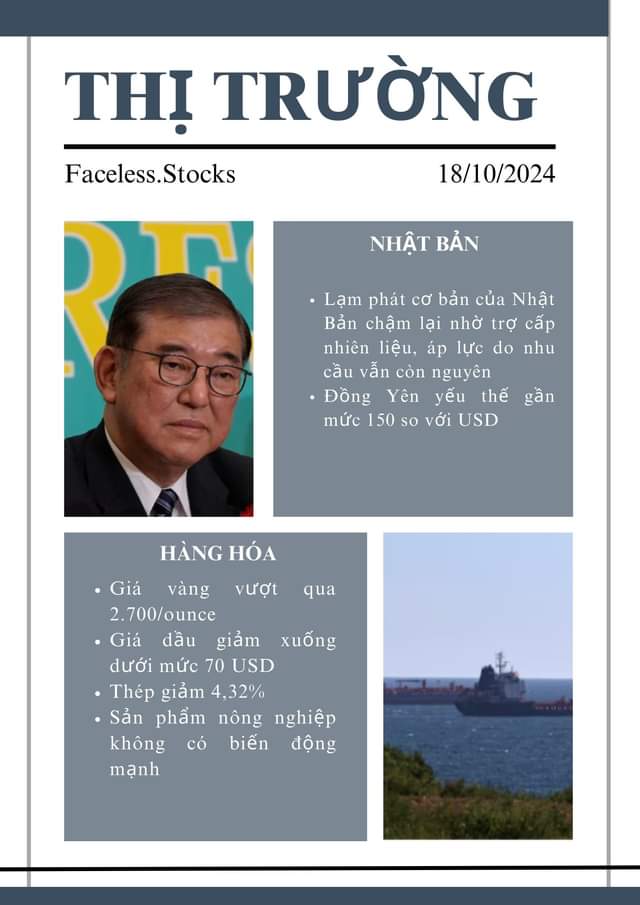 THỊ TRƯỜNG
Faceless.Stocks 18/10/2024
NHẬT BẢN
• Lạm phát cơ bản của Nhật
Bản chậm lại nhờ trợ cấp
nhiên liệu, áp lực do nhu
cầu vẫn còn nguyên
• Đồng Yên yếu thế gần
mức 150 so với USD
HÀNG HÓA
• Giá vàng vượt qua
2.700/ounce
• Giá dầu giảm xuống
dưới mức 70 USD
• Thép giảm 4,32%
• Sản phẩm nông nghiệp
không có biến động
mạnh